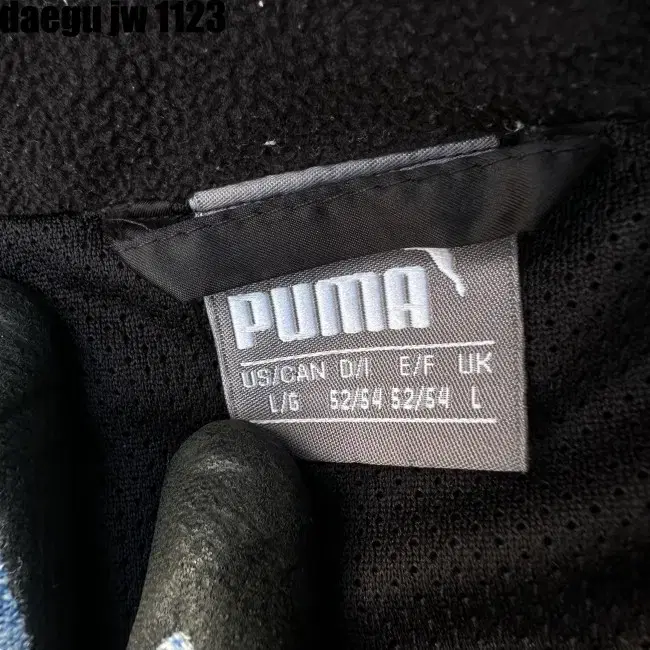 daegu jw 1123
PUMA
US/CAN D/I E/F UK
L/G 52/54 52/54 L